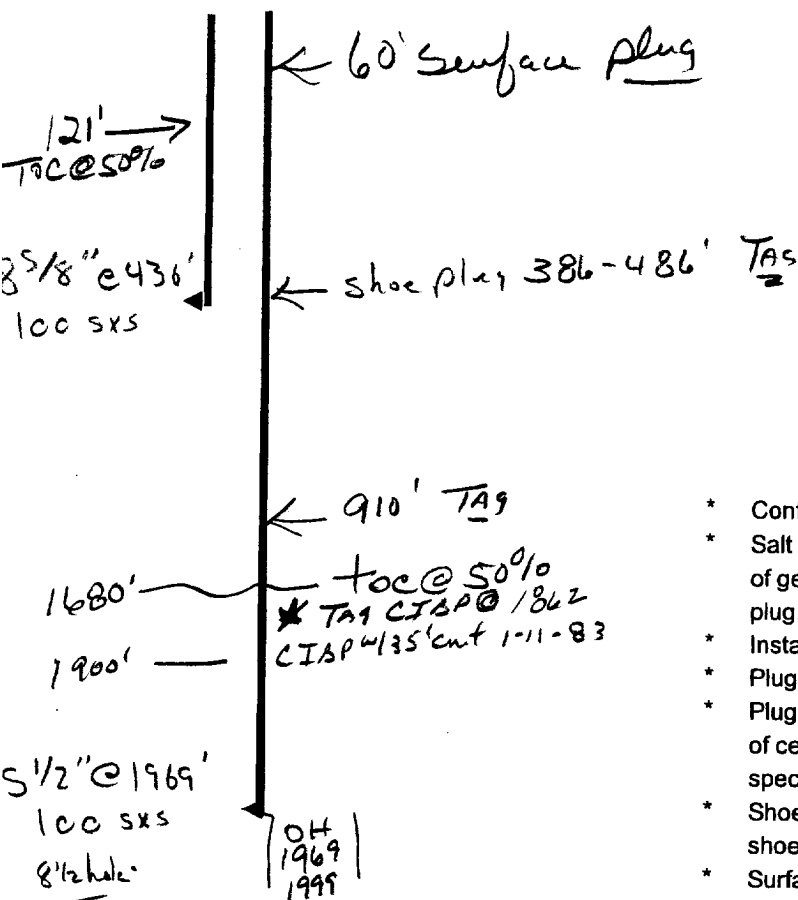 60' Surface Plug
121'
TOC @ 50%
8 5/8" @ 436'
100 sxs
shoe plug 386-486' TAG
910' TAG
1680'
toc @ 50%
* TAG CIBP @ 1862
CIBP w/35' cmt 1-11-83
1900'
5 1/2" @ 1969'
100 sxs
8 1/2 hole
OH
1969
1999
* Con
* Salt
of ge
plug
* Insta
* Plug
* Plug
of ce
spec
* Shoe
shoe
* Surfa